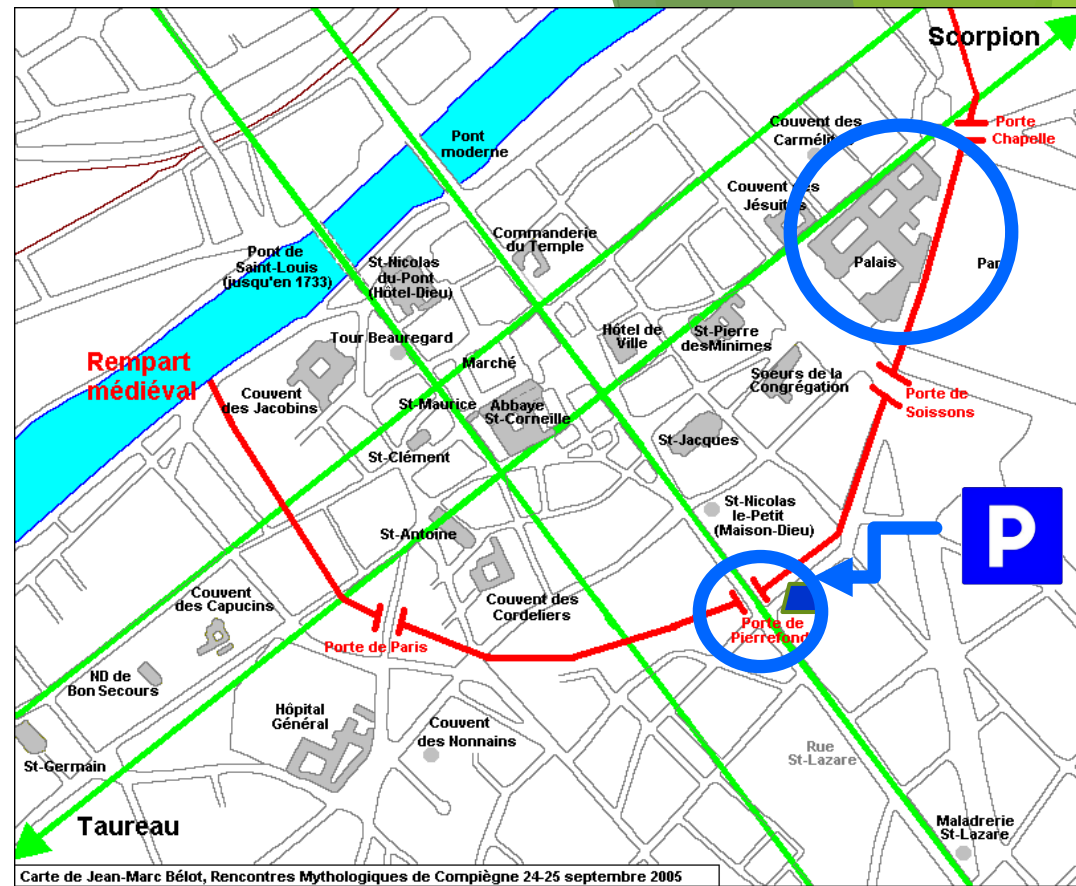 Scorpion
Porte
Chapelle
Couvent des
Carmélit
Pont
moderne
Couvent des
Jésuites
Commanderie
du Temple
Pont de
Saint-Louis
(jusqu'en 1733)
St-Nicolas
du-Pont
(Hôtel-Dieu)
Palais
Par
Tour Beauregard
Hôtel de
Ville
St-Pierre
desMinimes
Rempart
médiéval
Marché
Soeurs de la
Congrégation
Couvent
des Jacobins
St-Maurice
Abbaye
St-Corneille
Porte de
Soissons
St-Jacques
St-Clément
St-Nicolas
le-Petit
(Maison-Dieu)
P
St-Antoine
Couvent
des Capucins
Couvent des
Cordeliers
Porte de
Pierrefond
Porte de Paris
ND de
Bon Secours
Hôpital
Général
Couvent
des Nonnains
Rue
St-Lazare
St-Germain
Taureau
Maladrerie
St-Lazare
Carte de Jean-Marc Bélot, Rencontres Mythologiques de Compiègne 24-25 septembre 2005